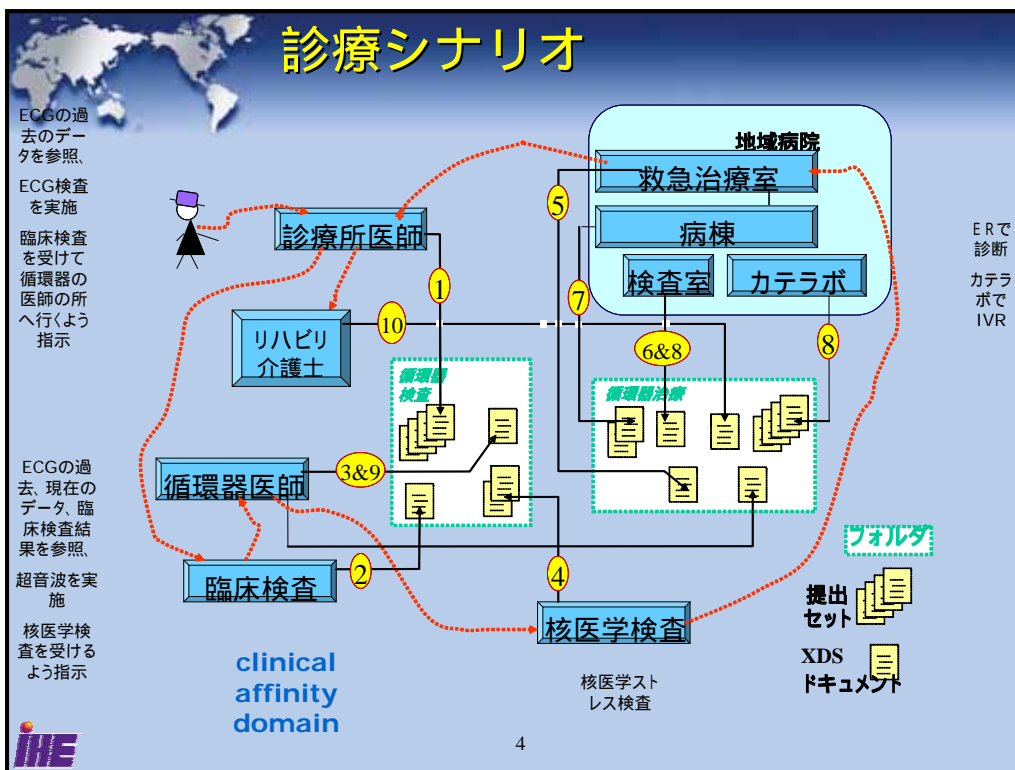 診療シナリオ
ECGの過
去のデー
タを参照、
ECG検査
を実施
臨床検査
を受けて
循環器の
医師の所
へ行くよう
指示
地域病院
救急治療室
病棟
検査室
カテラボ
診療所医師
リハビリ
介護士
5
1
7
10
6&8
8
ERで
診断
カテラ
ボで
IVR
循環器
検査
循環器治療
ECGの過
去、現在の
データ、臨
床検査結
果を参照、
超音波を実
施
核医学検
査を受ける
よう指示
循環器医師
3&9
臨床検査
2
4
核医学検査
核医学スト
レス検査
clinical
affinity
domain
フォルダ
提出
セット
XDS
ドキュメント
IHE
4